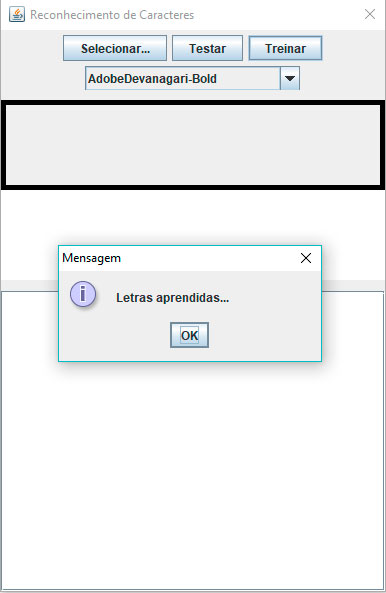 Reconhecimento de Caracteres
Selecionar... Testar Treinar
AdobeDevanagari-Bold
Mensagem
Letras aprendidas...
OK